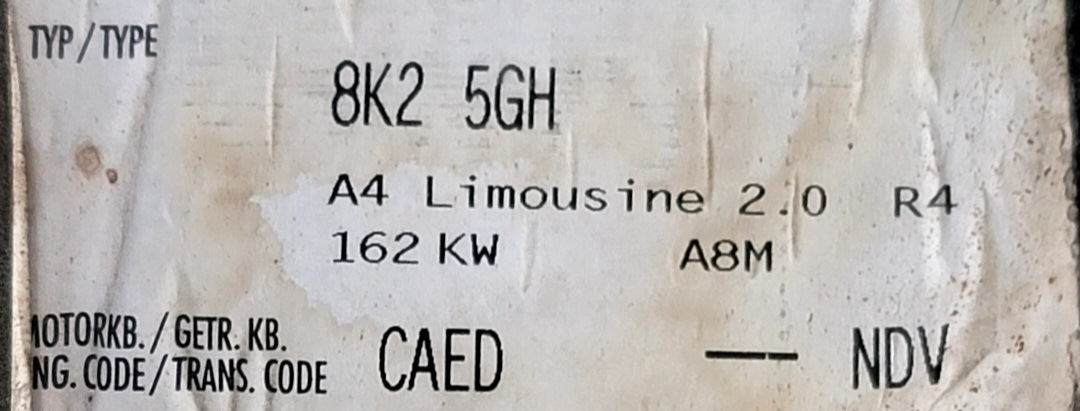 TYP / TYPE
8K2 5GH
A4 Limousine 2.0 R4
162 KW A8M
MOTORKB. / GETR. KB. CAED —— NDV
NG. CODE / TRANS. CODE